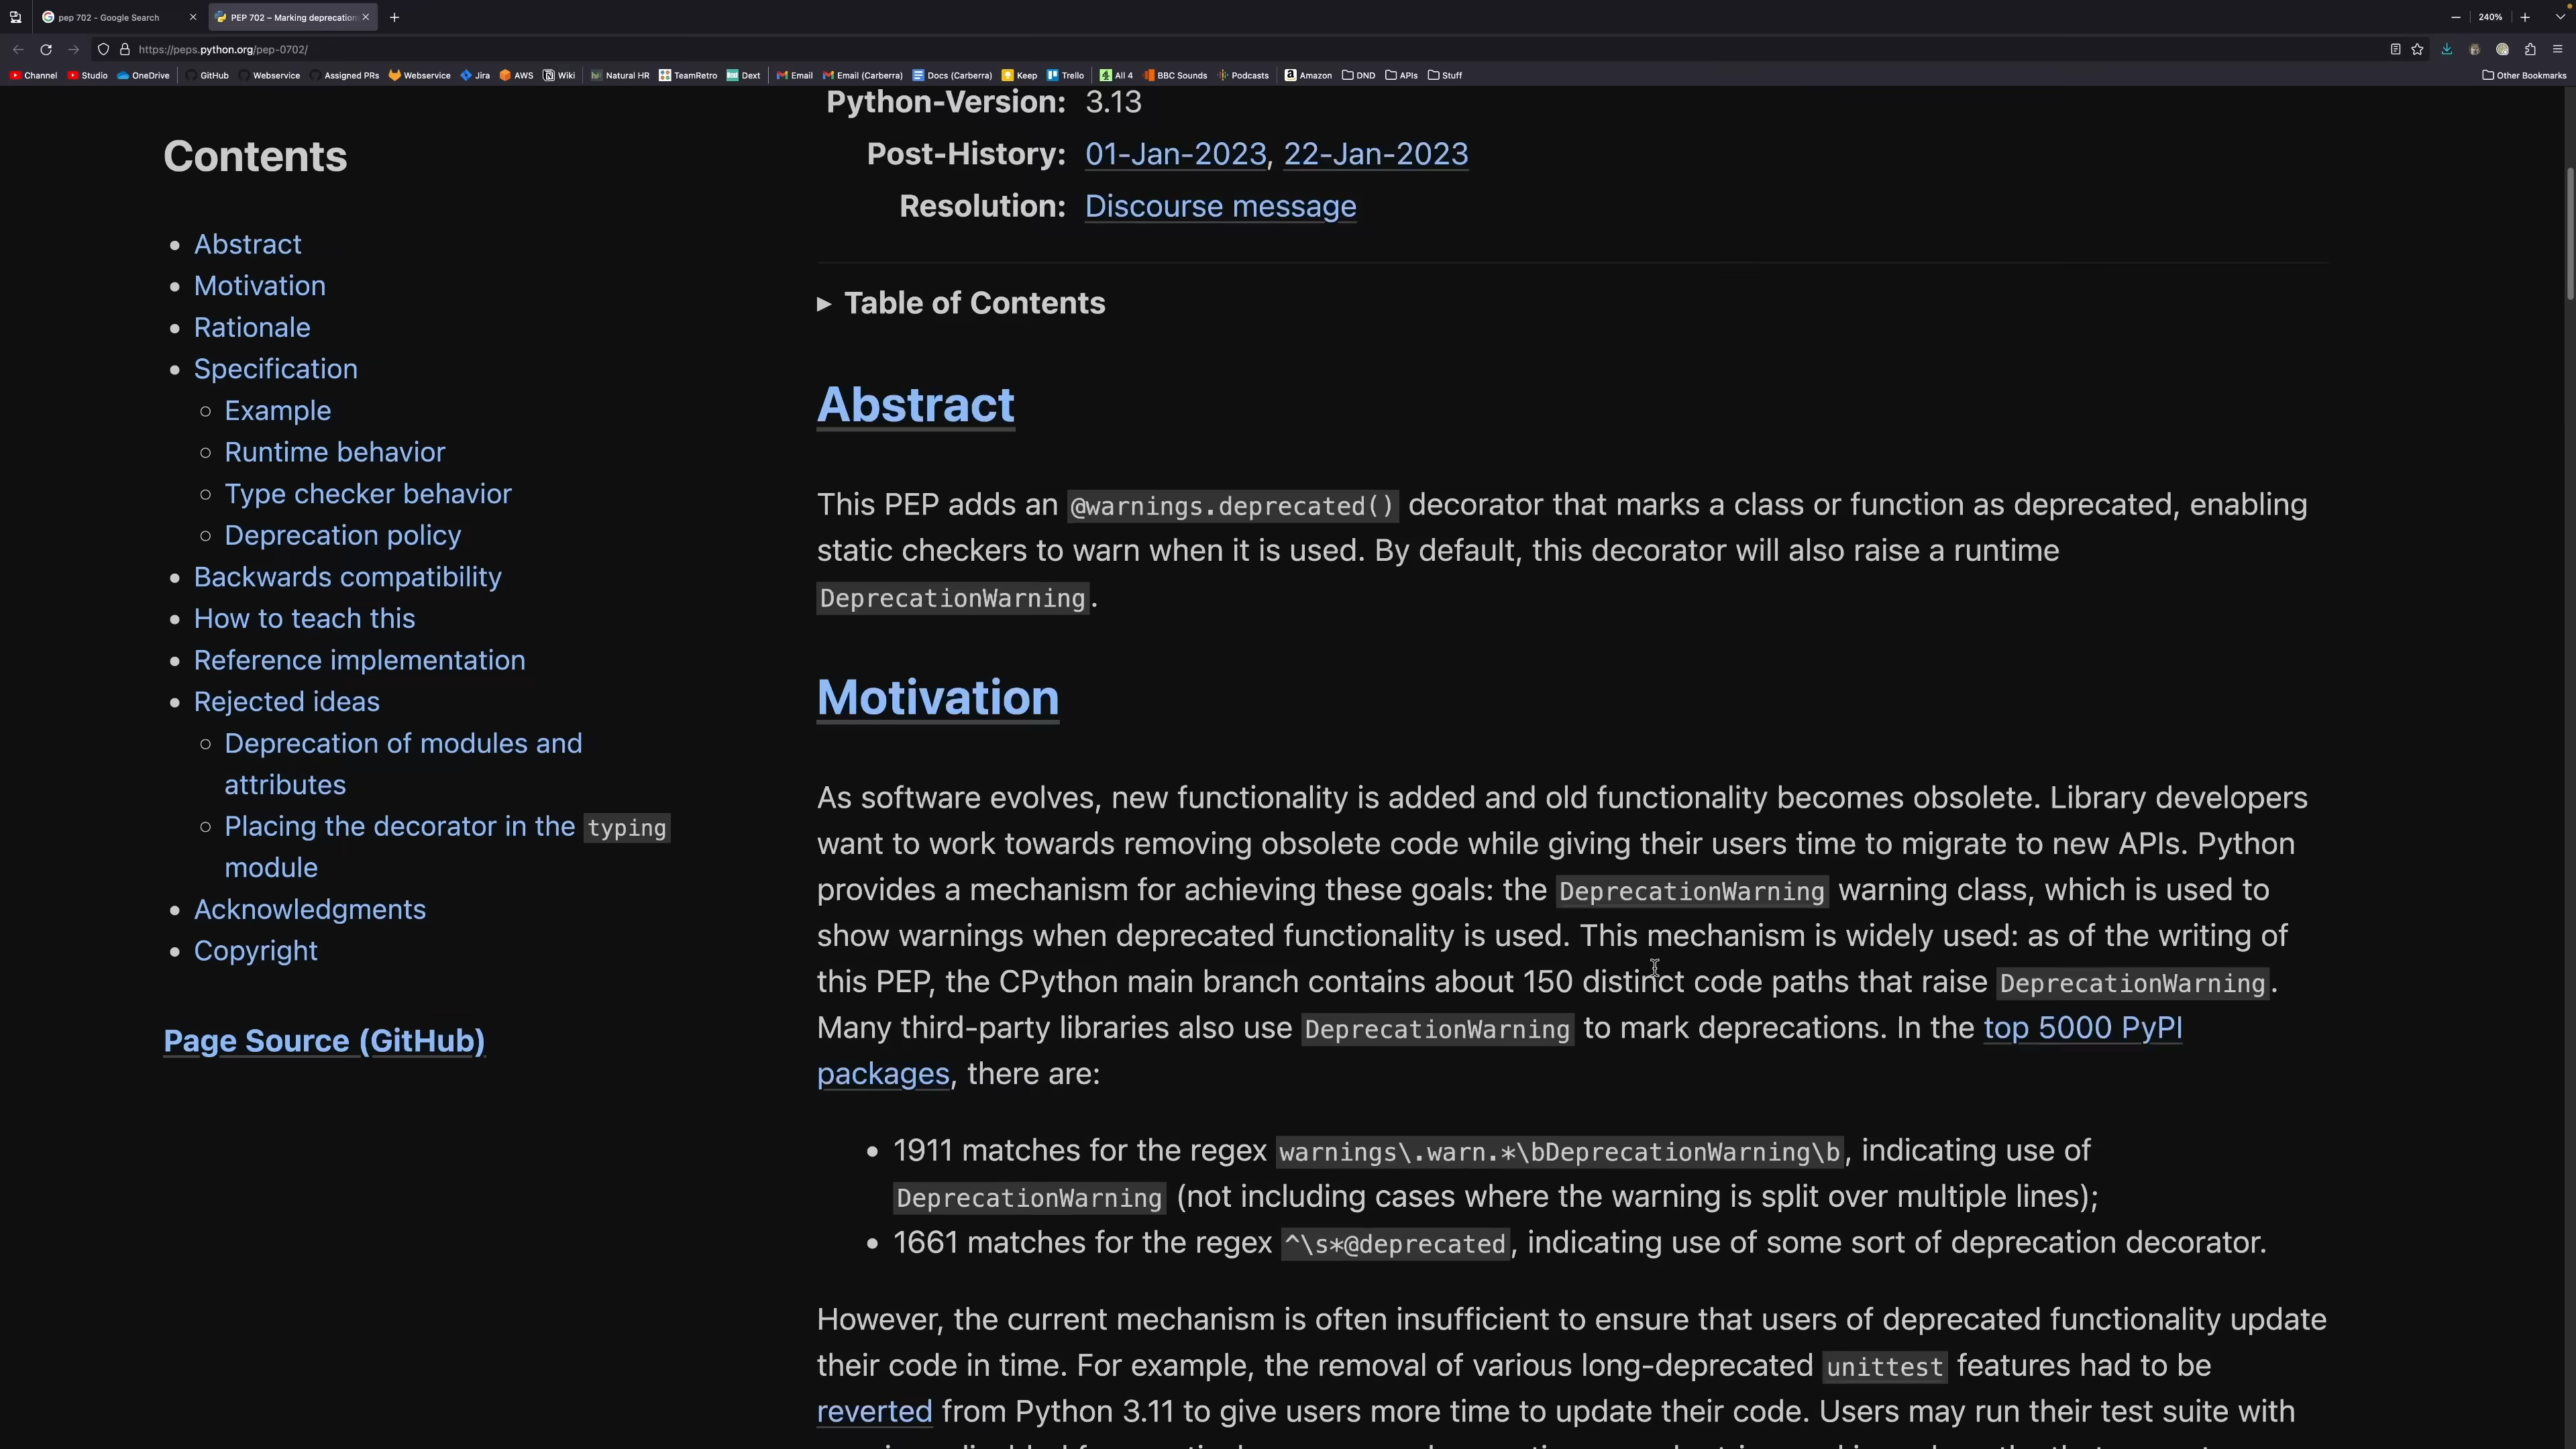 pep 702 - Google Search
PEP 702 – Marking deprecation
240%
https://peps.python.org/pep-0702/
Channel Studio OneDrive GitHub Webservice Assigned PRs Webservice Jira AWS Wiki Natural HR TeamRetro Dext Email Email (Carberra) Docs (Carberra) Keep Trello All 4 BBC Sounds Podcasts Amazon DND APIs Stuff Other Bookmarks
Contents
Abstract
Motivation
Rationale
Specification
Example
Runtime behavior
Type checker behavior
Deprecation policy
Backwards compatibility
How to teach this
Reference implementation
Rejected ideas
Deprecation of modules and
attributes
Placing the decorator in the typing
module
Acknowledgments
Copyright
Page Source (GitHub)
Python-Version: 3.13
Post-History: 01-Jan-2023, 22-Jan-2023
Resolution: Discourse message
Table of Contents
Abstract
This PEP adds an @warnings.deprecated() decorator that marks a class or function as deprecated, enabling
static checkers to warn when it is used. By default, this decorator will also raise a runtime
DeprecationWarning.
Motivation
As software evolves, new functionality is added and old functionality becomes obsolete. Library developers
want to work towards removing obsolete code while giving their users time to migrate to new APIs. Python
provides a mechanism for achieving these goals: the DeprecationWarning warning class, which is used to
show warnings when deprecated functionality is used. This mechanism is widely used: as of the writing of
this PEP, the CPython main branch contains about 150 distinct code paths that raise DeprecationWarning.
Many third-party libraries also use DeprecationWarning to mark deprecations. In the top 5000 PyPI
packages, there are:
1911 matches for the regex warnings\.warn.*\bDeprecationWarning\b, indicating use of
DeprecationWarning (not including cases where the warning is split over multiple lines);
1661 matches for the regex ^\s*@deprecated, indicating use of some sort of deprecation decorator.
However, the current mechanism is often insufficient to ensure that users of deprecated functionality update
their code in time. For example, the removal of various long-deprecated unittest features had to be
reverted from Python 3.11 to give users more time to update their code. Users may run their test suite with